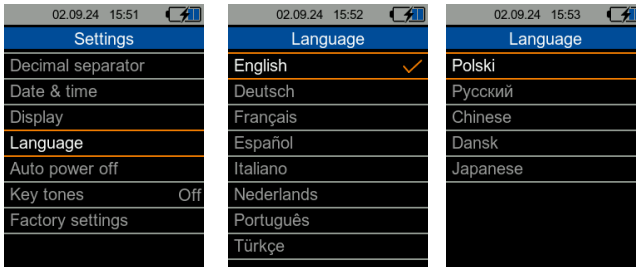 02.09.24 15:51
Settings
Decimal separator
Date & time
Display
Language
Auto power off
Key tones Off
Factory settings
02.09.24 15:52
Language
English
Deutsch
Français
Español
Italiano
Nederlands
Português
Türkçe
02.09.24 15:53
Language
Polski
Русский
Chinese
Dansk
Japanese